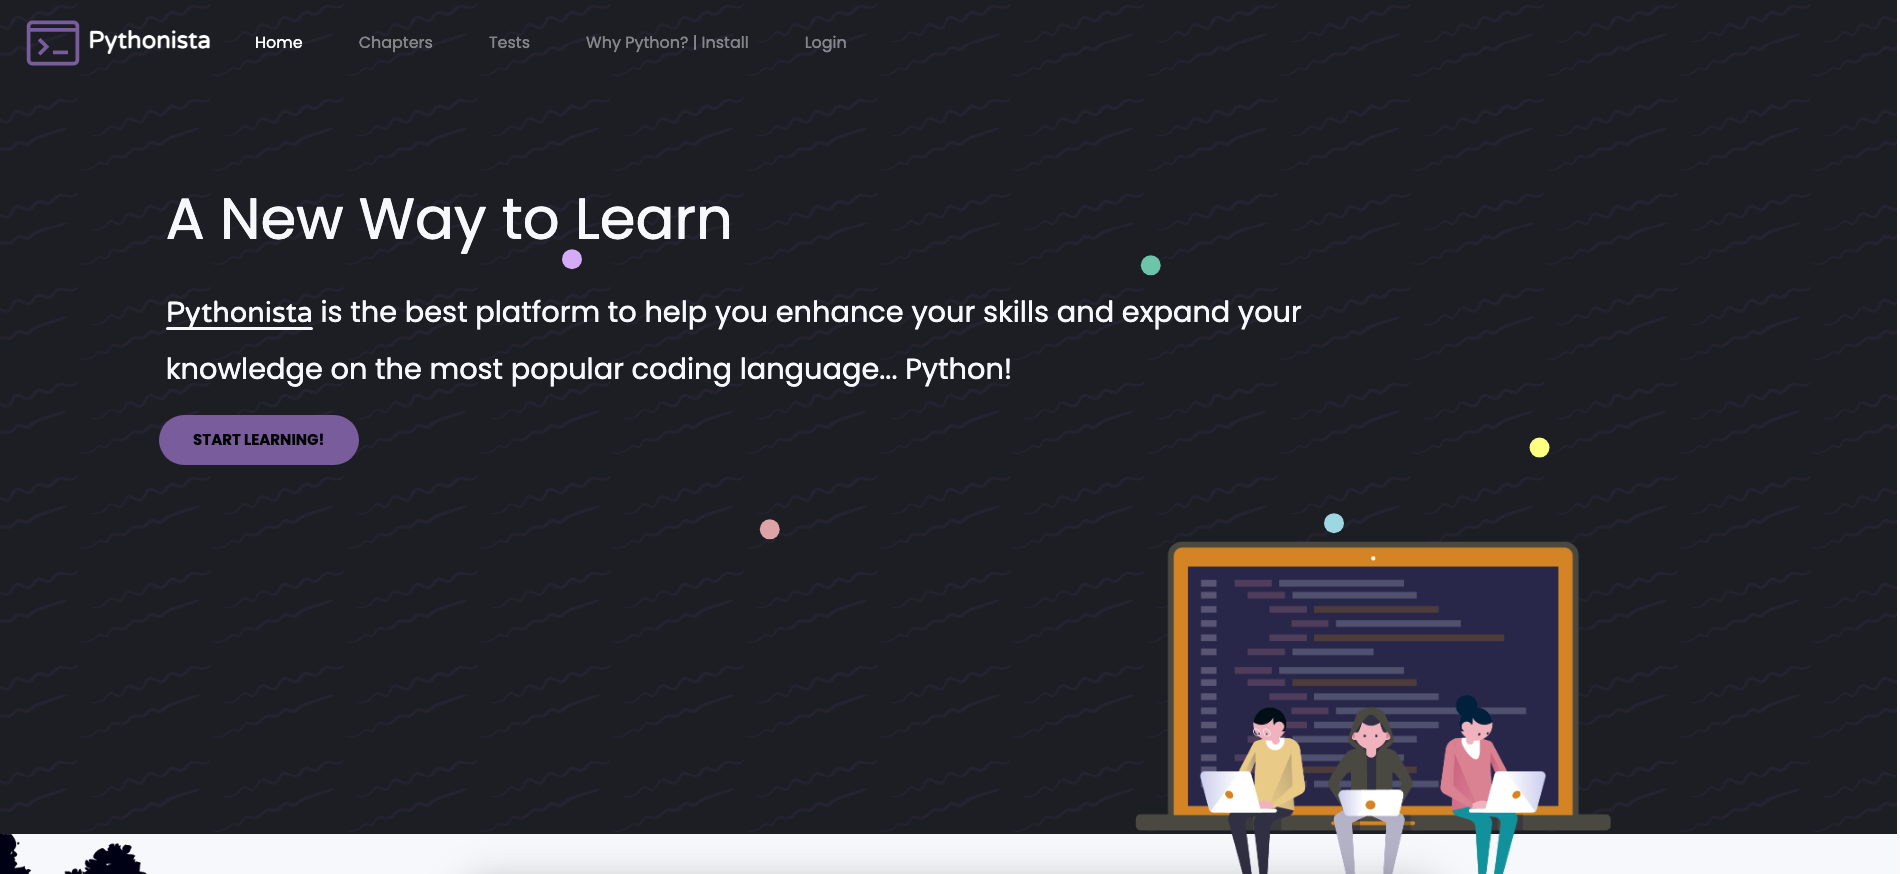 Pythonista
Home
Chapters
Tests
Why Python? | Install
Login
A New Way to Learn
Pythonista is the best platform to help you enhance your skills and expand your
knowledge on the most popular coding language... Python!
START LEARNING!